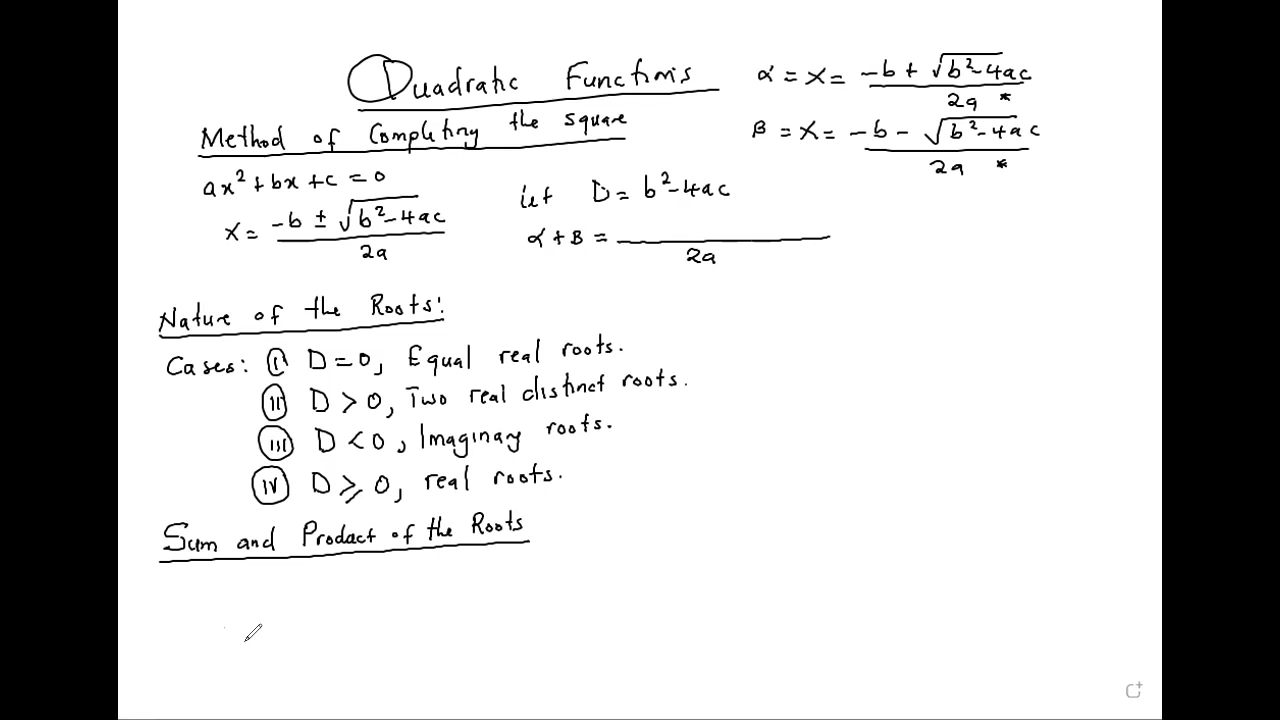 Quadratic Functions
α = x = -b + √b²-4ac / 2a *
Method of Completing the square
β = x = -b - √b²-4ac / 2a *
ax² + bx + c = 0
let D = b²-4ac
x = -b ± √b²-4ac / 2a
α + β = / 2a
Nature of the Roots:
Cases: (i) D = 0, Equal real roots.
(ii) D > 0, Two real distinct roots.
(iii) D < 0, Imaginary roots.
(iv) D ⩾ 0, real roots.
Sum and Product of the Roots